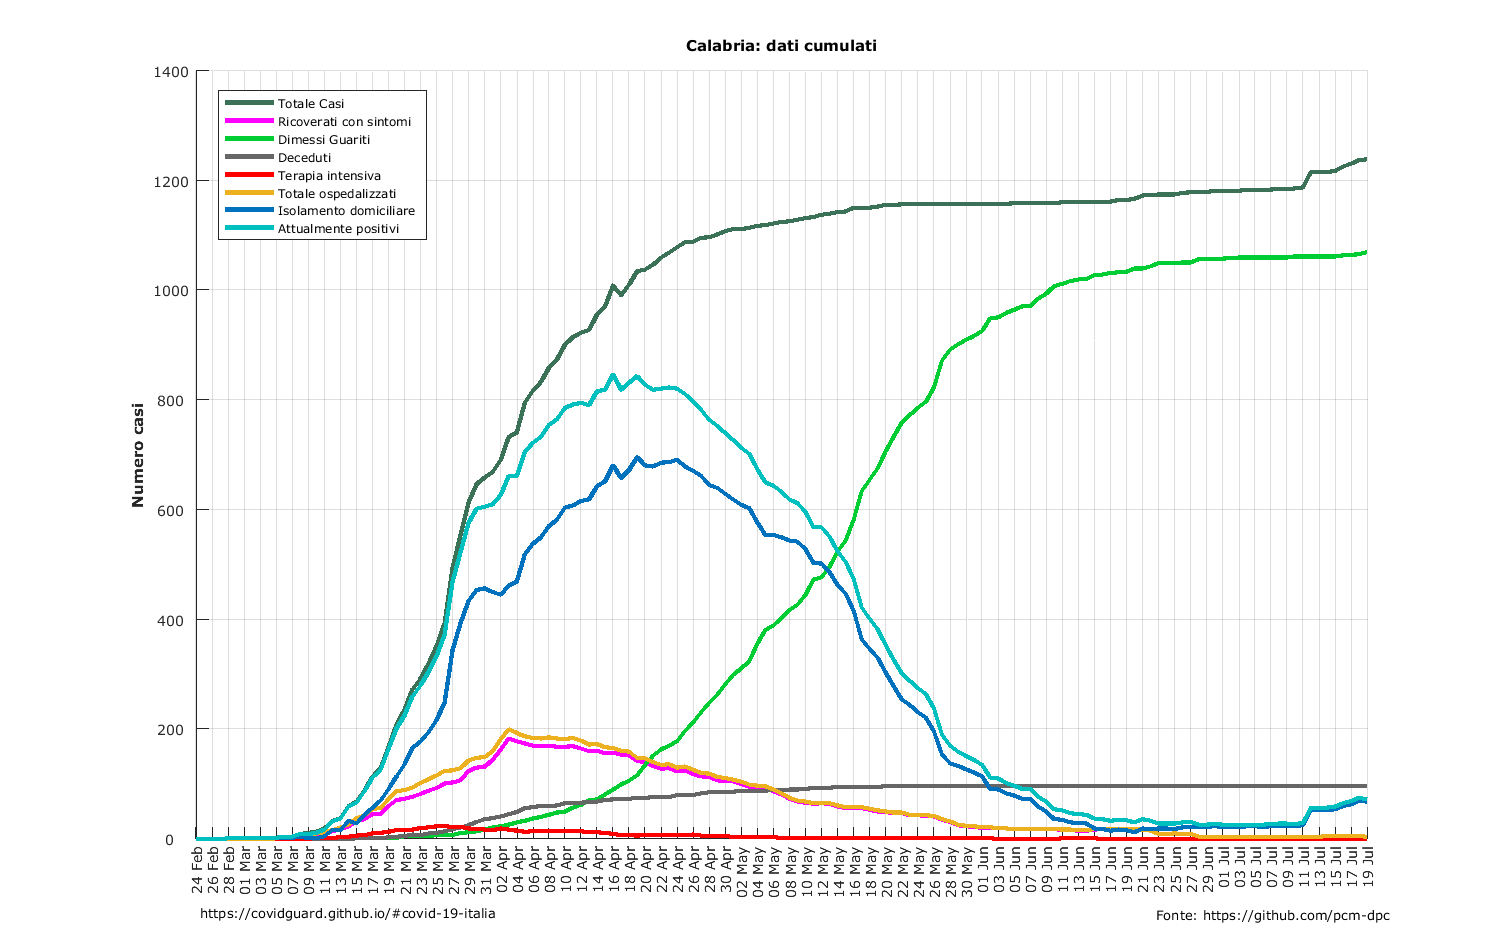 Calabria: dati cumulati
1400
1200
1000
800
600
400
200
0
Numero casi
Totale Casi
Ricoverati con sintomi
Dimessi Guariti
Deceduti
Terapia intensiva
Totale ospedalizzati
Isolamento domiciliare
Attualmente positivi
24 Feb
26 Feb
28 Feb
01 Mar
03 Mar
05 Mar
07 Mar
09 Mar
11 Mar
13 Mar
15 Mar
17 Mar
19 Mar
21 Mar
23 Mar
25 Mar
27 Mar
29 Mar
31 Mar
02 Apr
04 Apr
06 Apr
08 Apr
10 Apr
12 Apr
14 Apr
16 Apr
18 Apr
20 Apr
22 Apr
24 Apr
26 Apr
28 Apr
30 Apr
02 May
04 May
06 May
08 May
10 May
12 May
14 May
16 May
18 May
20 May
22 May
24 May
26 May
28 May
30 May
01 Jun
03 Jun
05 Jun
07 Jun
09 Jun
11 Jun
13 Jun
15 Jun
17 Jun
19 Jun
21 Jun
23 Jun
25 Jun
27 Jun
29 Jun
01 Jul
03 Jul
05 Jul
07 Jul
09 Jul
11 Jul
13 Jul
15 Jul
17 Jul
19 Jul
https://covidguard.github.io/#covid-19-italia
Fonte: https://github.com/pcm-dpc